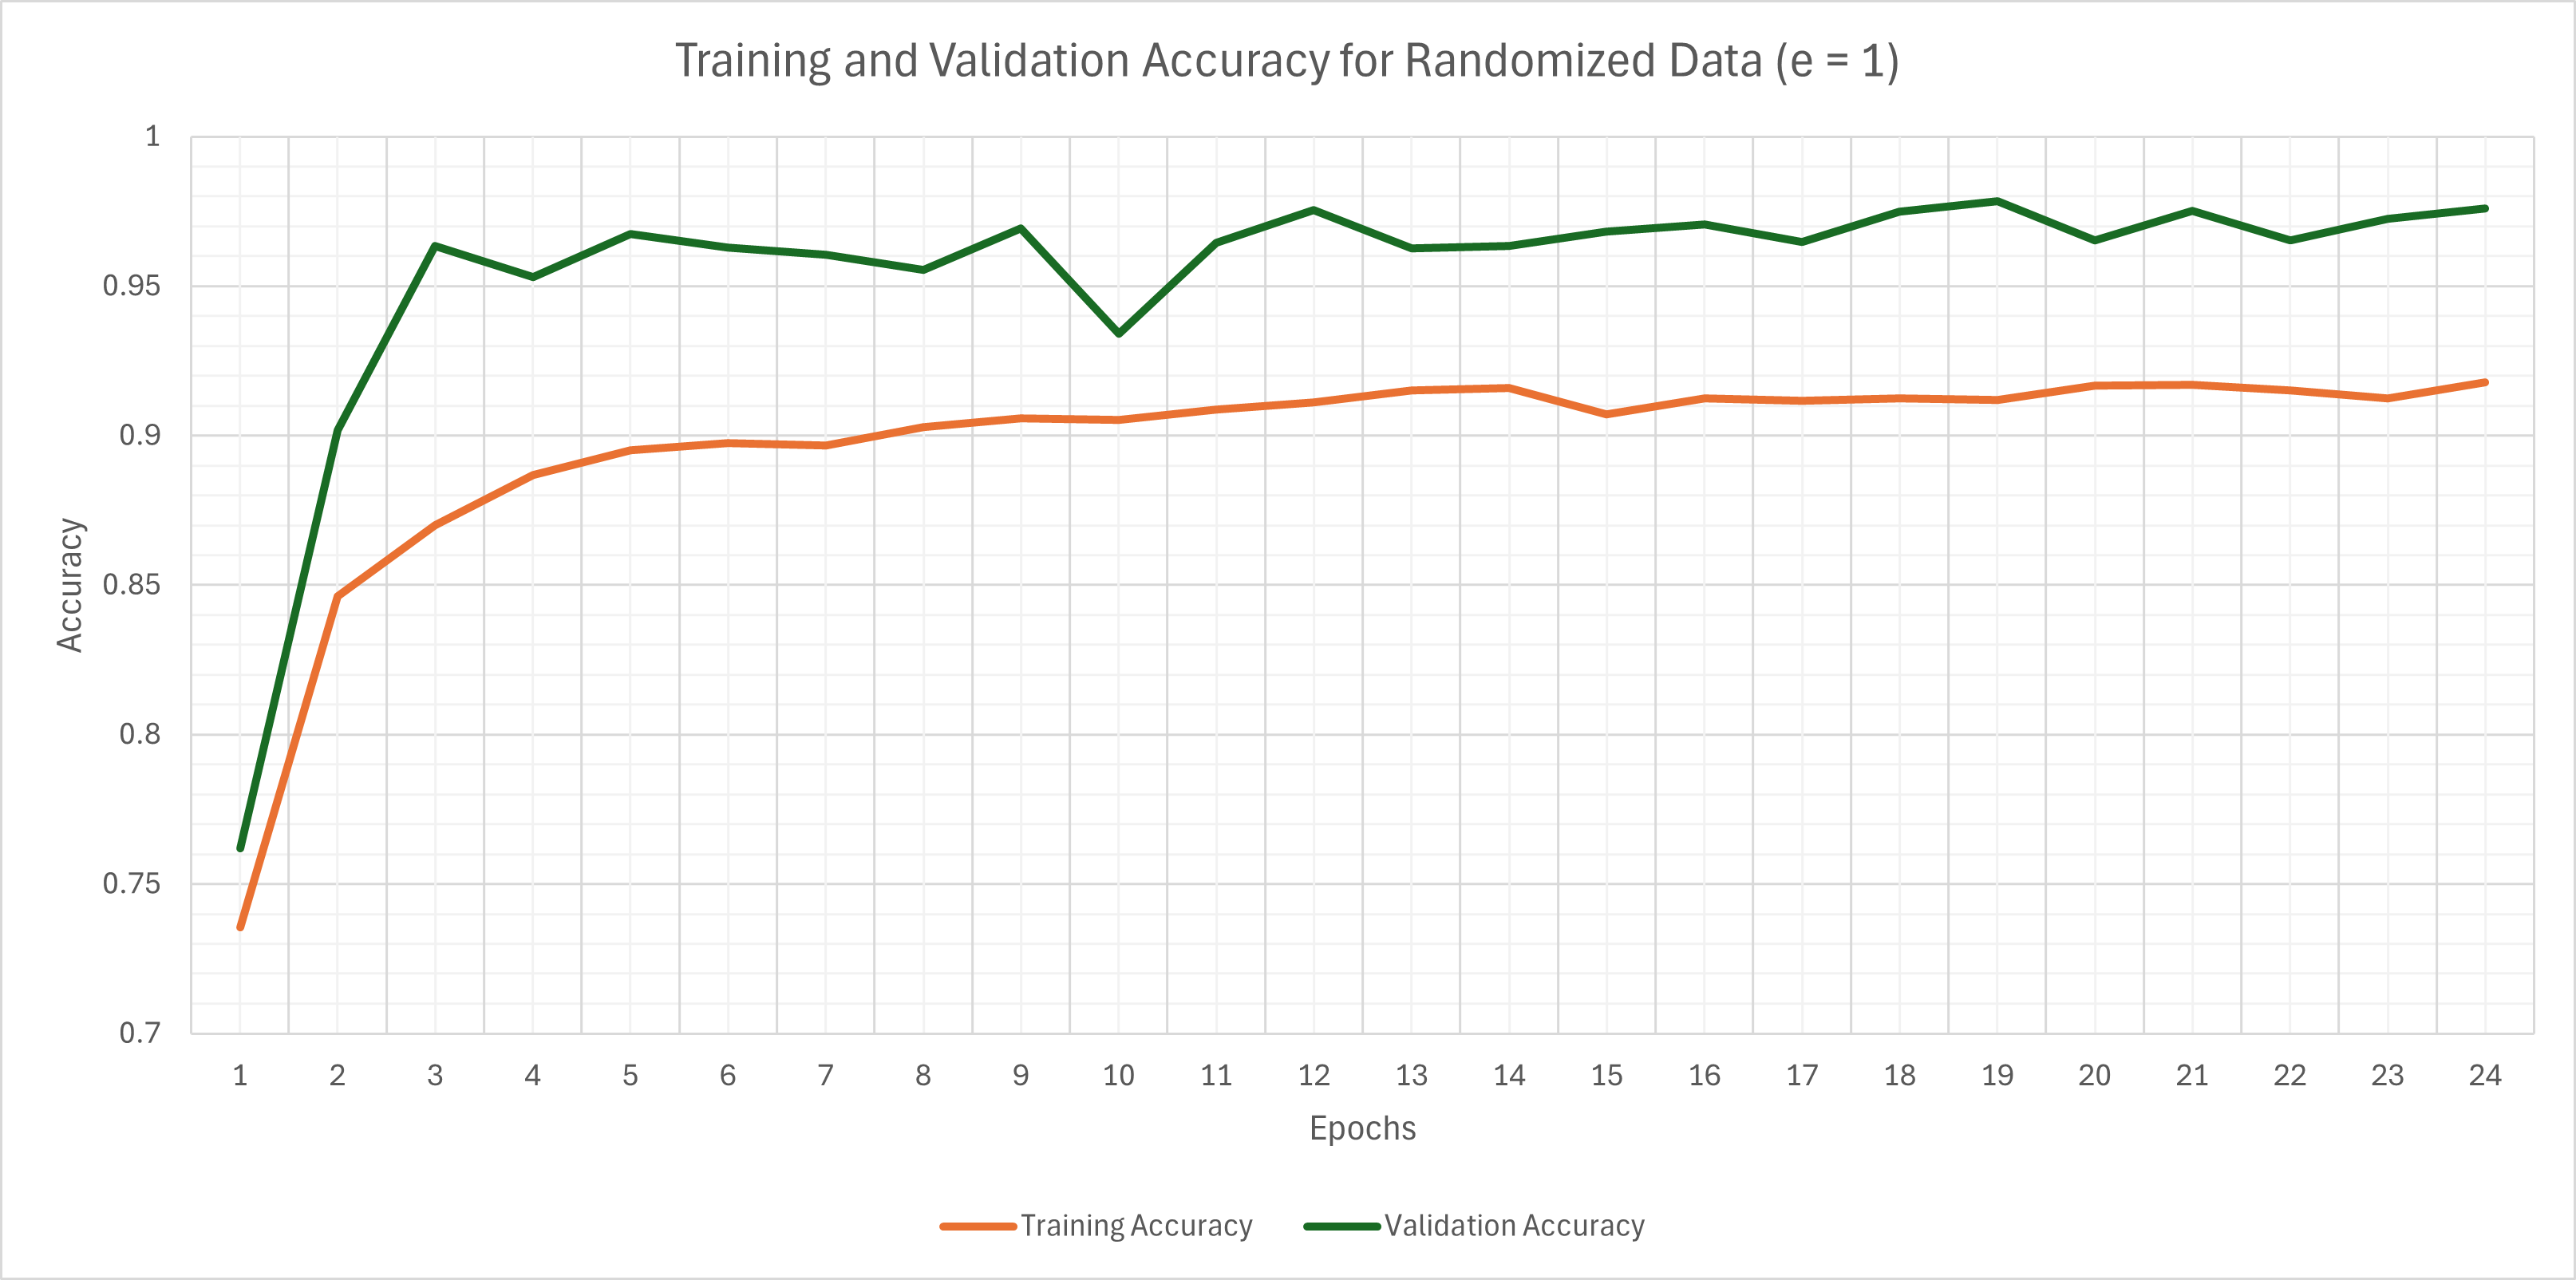 Training and Validation Accuracy for Randomized Data (e = 1)
1
0.95
0.9
0.85
0.8
0.75
0.7
Accuracy
1 2 3 4 5 6 7 8 9 10 11 12 13 14 15 16 17 18 19 20 21 22 23 24
Epochs
Training Accuracy Validation Accuracy